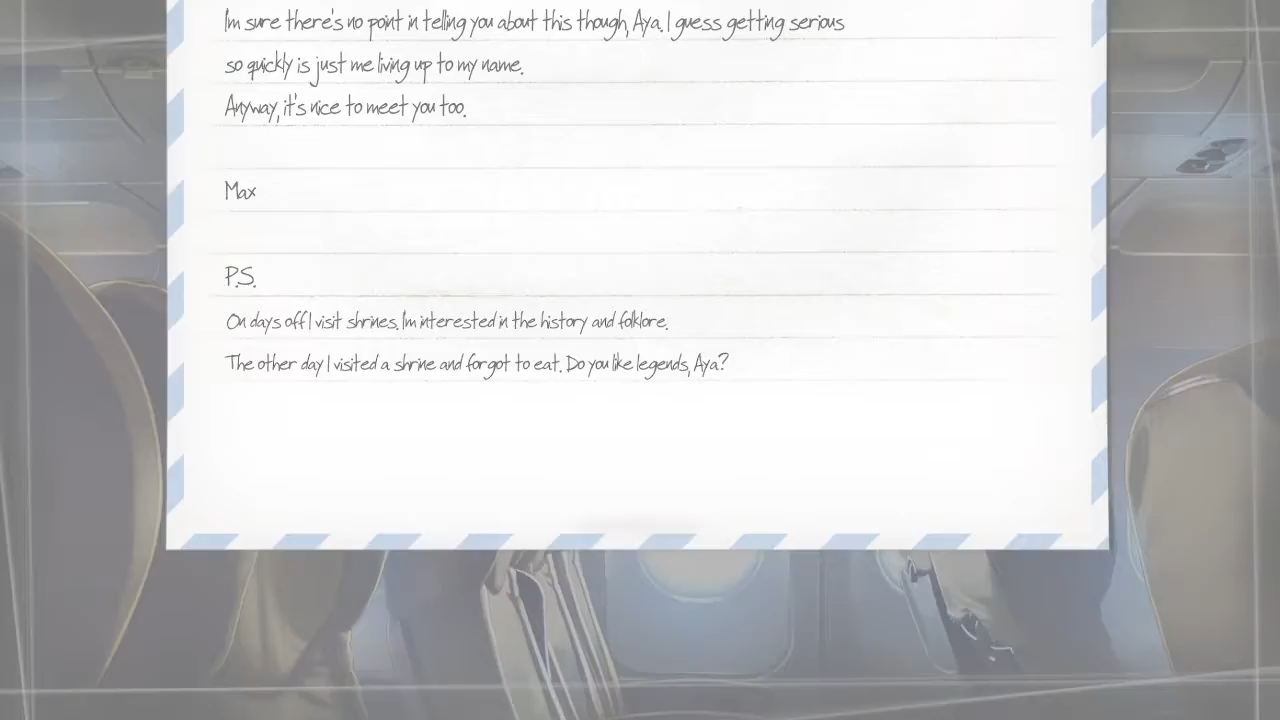 I'm sure there's no point in telling you about this though, Aya. I guess getting serious
so quickly is just me living up to my name.
Anyway, it's nice to meet you too.
Max
P.S.
On days off I visit shrines. I'm interested in the history and folklore.
The other day I visited a shrine and forgot to eat. Do you like legends, Aya?